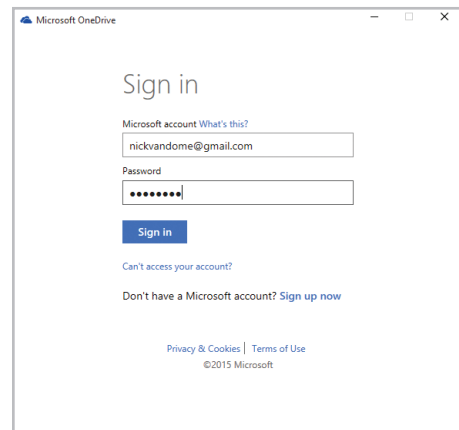 Microsoft OneDrive
Sign in
Microsoft account What's this?
nickvandome@gmail.com
Password
••••••••
Sign in
Can't access your account?
Don't have a Microsoft account? Sign up now
Privacy & Cookies | Terms of Use
©2015 Microsoft